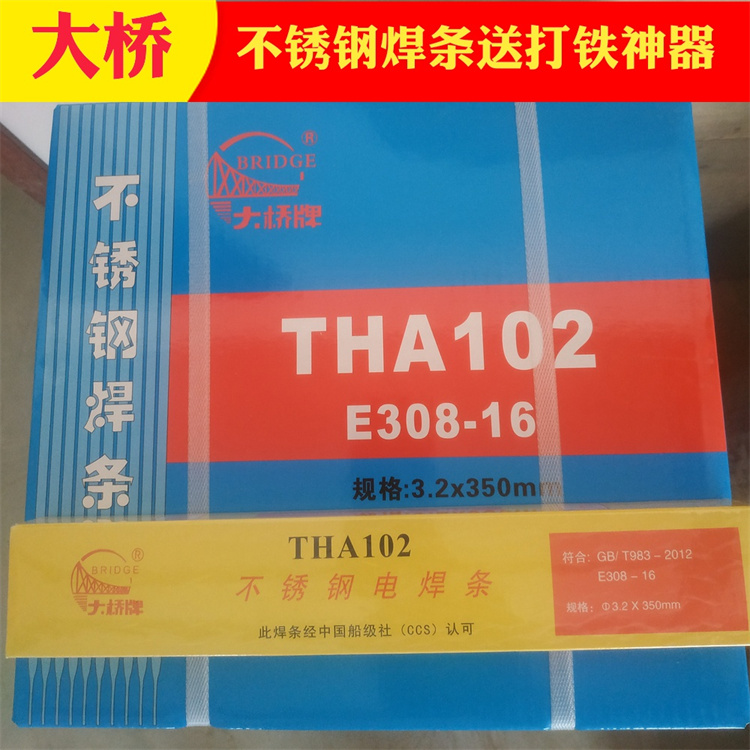 大桥
不锈钢焊条送打铁神器
®
BRIDGE
大桥牌
不锈钢焊条
THA102
E308-16
规格:3.2x350mm
®
BRIDGE
大桥牌
THA102
不锈钢电焊条
此焊条经中国船级社（CCS）认可
符合：GB/T983－2012
E308－16
规格：Φ3.2 X 350mm